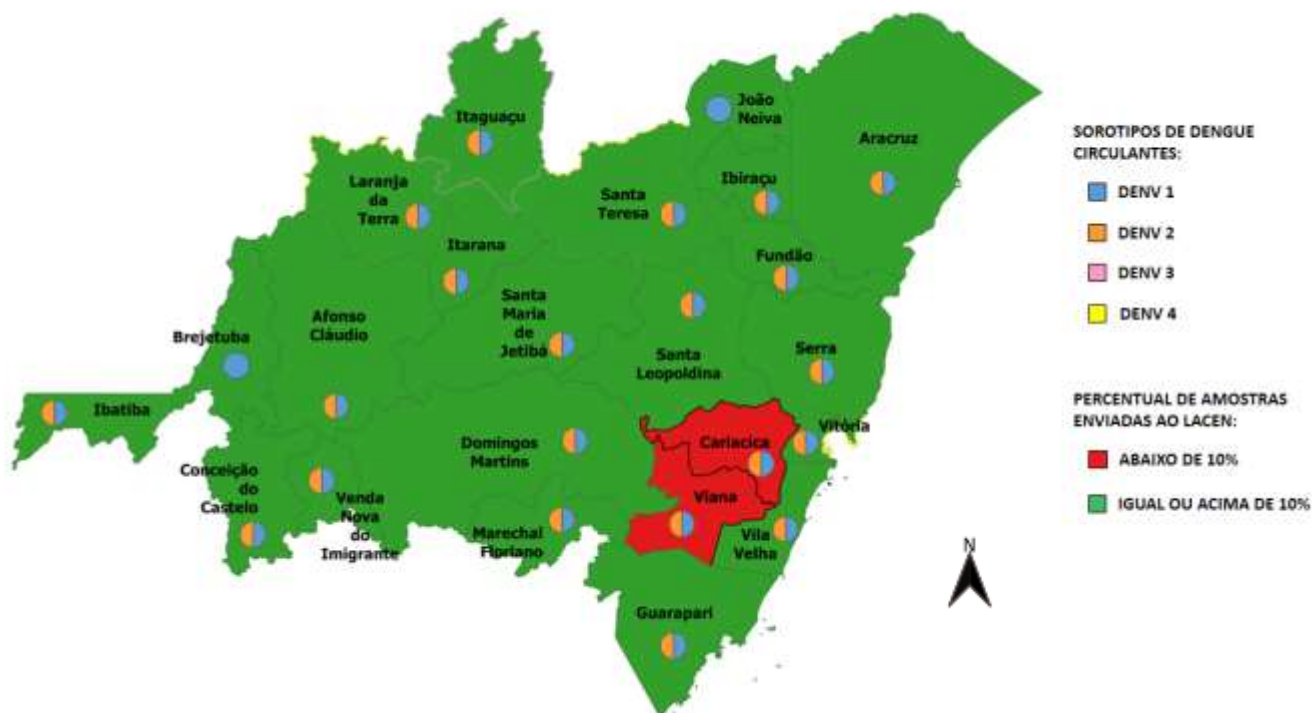 João
Neiva
Itaguaçu
Aracruz
Laranja
da
Terra
Santa
Teresa
Ibiraçu
Itarana
Fundão
Santa
Maria
de
Jetibá
Afonso
Cláudio
Brejetuba
Santa
Leopoldina
Serra
Ibatiba
Domingos
Martins
Cariacica
Vitória
Conceição
do
Castelo
Venda
Nova
do
Imigrante
Marechal
Floriano
Viana
Vila
Velha
Guarapari
N
SOROTIPOS DE DENGUE
CIRCULANTES:
DENV 1
DENV 2
DENV 3
DENV 4
PERCENTUAL DE AMOSTRAS
ENVIADAS AO LACEN:
ABAIXO DE 10%
IGUAL OU ACIMA DE 10%